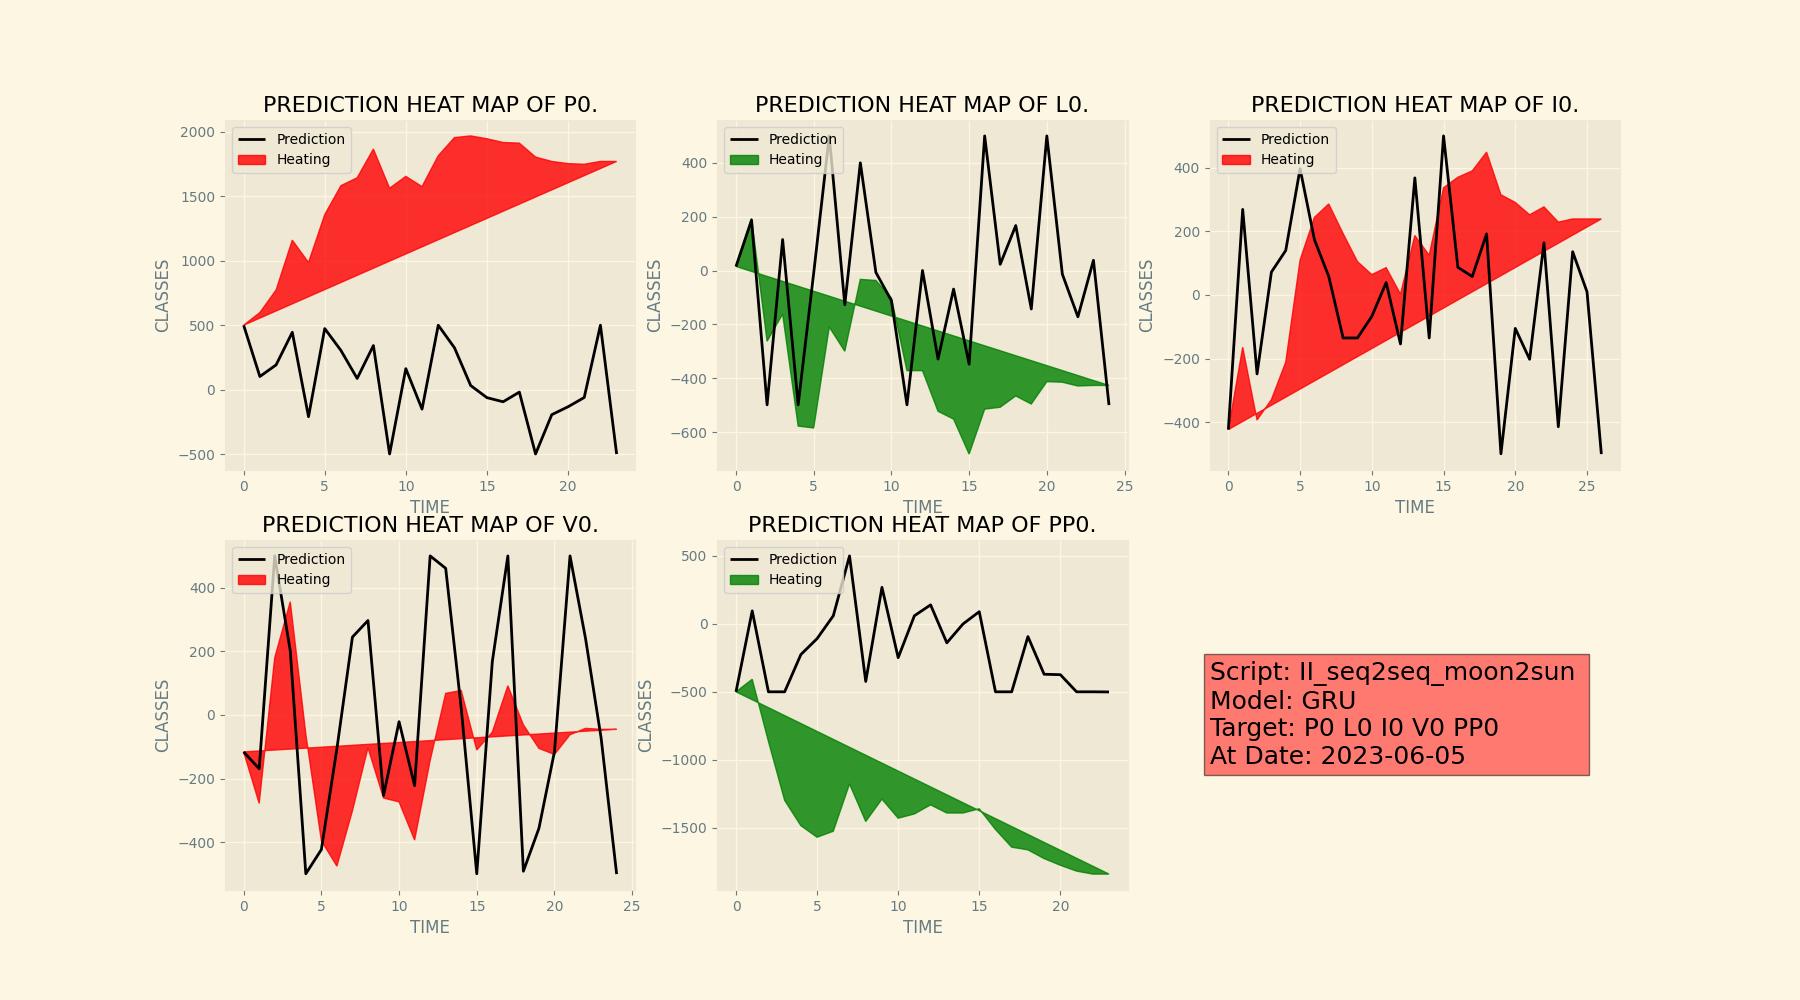 PREDICTION HEAT MAP OF P0.
Prediction
Heating
2000
1500
1000
500
0
−500
CLASSES
0 5 10 15 20
TIME
PREDICTION HEAT MAP OF L0.
Prediction
Heating
400
200
0
−200
−400
−600
CLASSES
0 5 10 15 20 25
TIME
PREDICTION HEAT MAP OF I0.
Prediction
Heating
400
200
0
−200
−400
CLASSES
0 5 10 15 20 25
TIME
PREDICTION HEAT MAP OF V0.
Prediction
Heating
400
200
0
−200
−400
CLASSES
0 5 10 15 20 25
TIME
PREDICTION HEAT MAP OF PP0.
Prediction
Heating
500
0
−500
−1000
−1500
CLASSES
0 5 10 15 20
TIME
Script: II_seq2seq_moon2sun
Model: GRU
Target: P0 L0 I0 V0 PP0
At Date: 2023-06-05